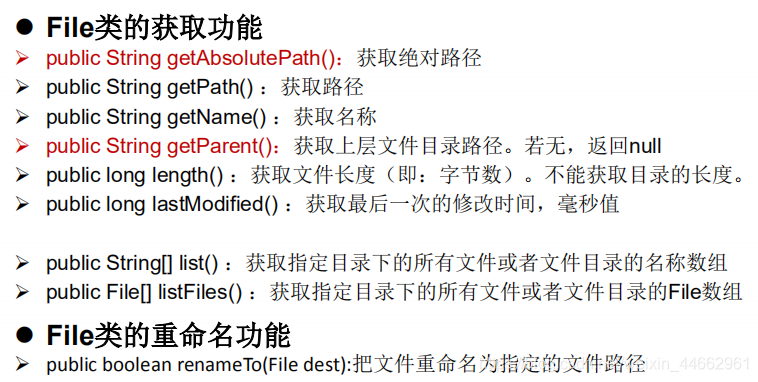 ● File类的获取功能
➢ public String getAbsolutePath()：获取绝对路径
➢ public String getPath() ：获取路径
➢ public String getName() ：获取名称
➢ public String getParent()：获取上层文件目录路径。若无，返回null
➢ public long length() ：获取文件长度（即：字节数）。不能获取目录的长度。
➢ public long lastModified() ：获取最后一次的修改时间，毫秒值
➢ public String[] list() ：获取指定目录下的所有文件或者文件目录的名称数组
➢ public File[] listFiles() ：获取指定目录下的所有文件或者文件目录的File数组
● File类的重命名功能
➢ public boolean renameTo(File dest):把文件重命名为指定的文件路径